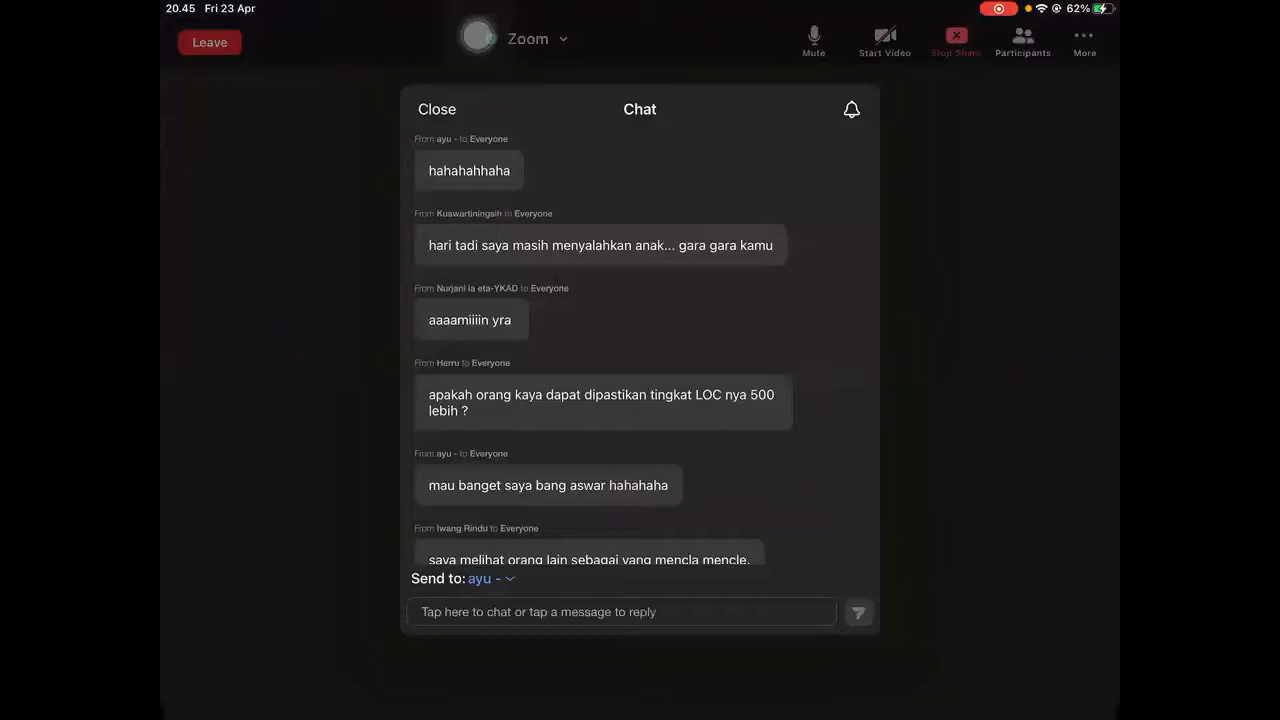 20.45 Fri 23 Apr
62%
Leave
Zoom
Mute
Start Video
Stop Share
Participants
More
Close
Chat
From ayu - to Everyone
hahahahhaha
From Kuswartiningsih to Everyone
hari tadi saya masih menyalahkan anak... gara gara kamu
From Nurjani la eta-YKAD to Everyone
aaaamiiiin yra
From Herru to Everyone
apakah orang kaya dapat dipastikan tingkat LOC nya 500
lebih ?
From ayu - to Everyone
mau banget saya bang aswar hahahaha
From Iwang Rindu to Everyone
saya melihat orang lain sebagai yang mencla mencle.
Send to: ayu -
Tap here to chat or tap a message to reply